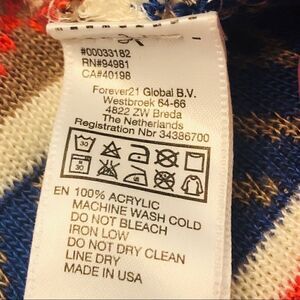 #00033182
RN#94981
CA#40198
Forever21 Global B.V.
Westbroek 64-66
4822 ZW Breda
The Netherlands
Registration Nbr 34386700
30
30
EN 100% ACRYLIC
MACHINE WASH COLD
DO NOT BLEACH
IRON LOW
DO NOT DRY CLEAN
LINE DRY
MADE IN USA